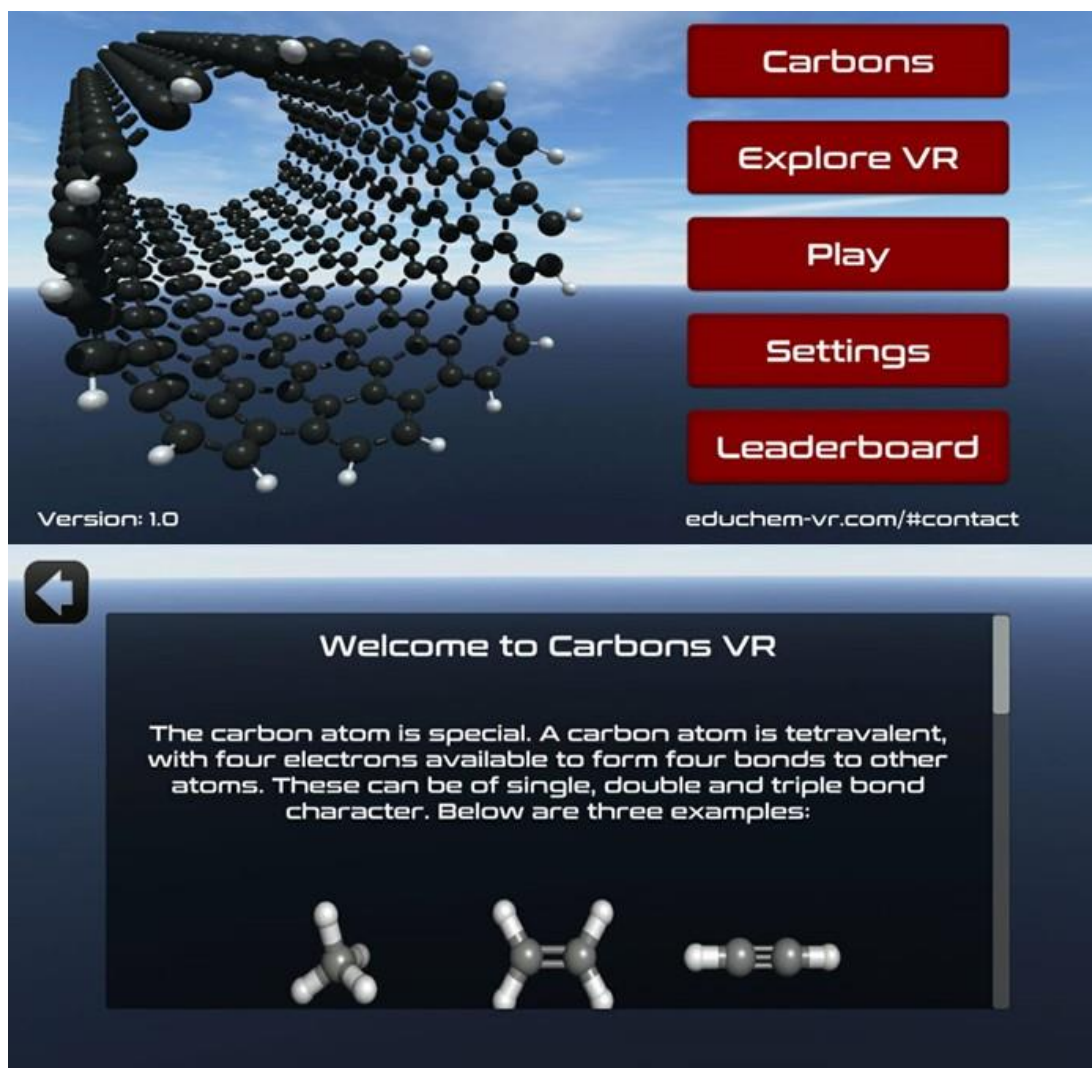 Carbons
Explore VR
Play
Settings
Leaderboard
Version: 1.0
educhem-vr.com/#contact
Welcome to Carbons VR
The carbon atom is special. A carbon atom is tetravalent,
with four electrons available to form four bonds to other
atoms. These can be of single, double and triple bond
character. Below are three examples: